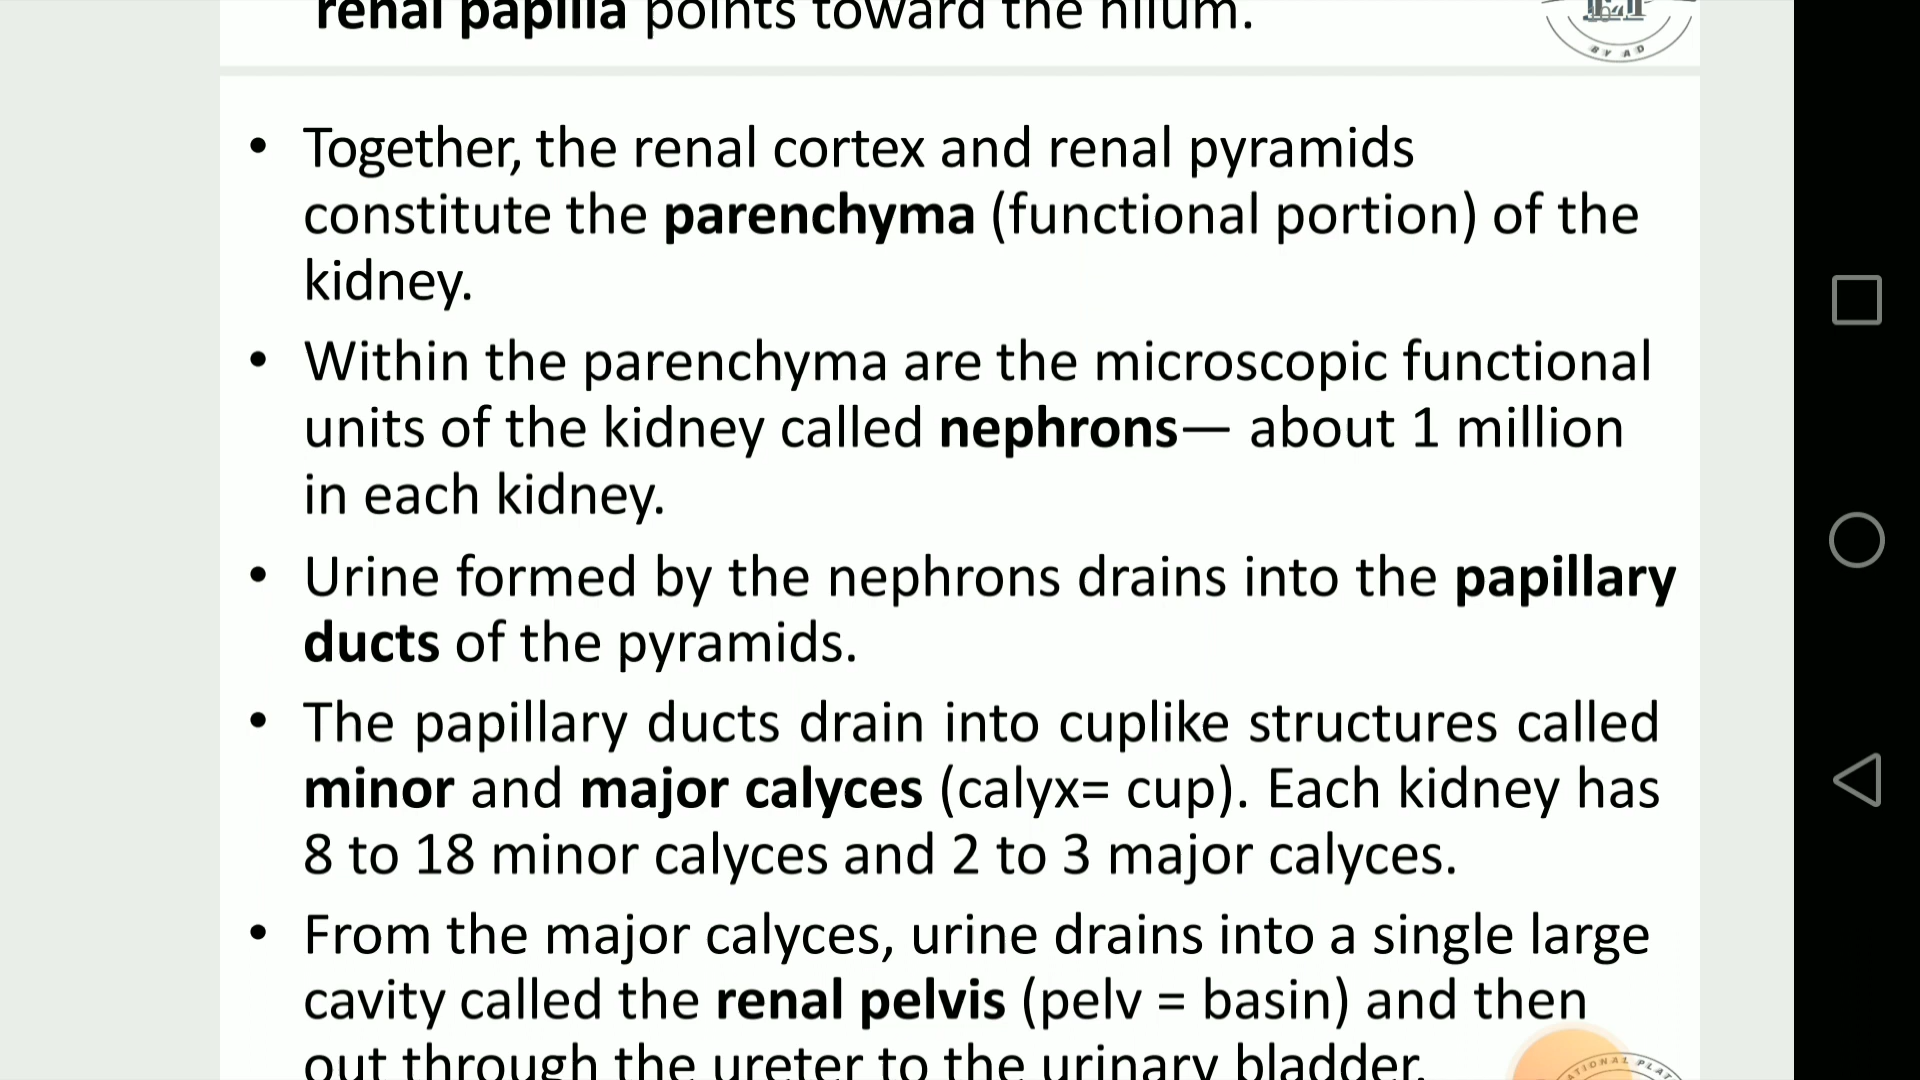 renal papilla points toward the hilum.
BY AD
• Together, the renal cortex and renal pyramids
constitute the parenchyma (functional portion) of the
kidney.
• Within the parenchyma are the microscopic functional
units of the kidney called nephrons— about 1 million
in each kidney.
• Urine formed by the nephrons drains into the papillary
ducts of the pyramids.
• The papillary ducts drain into cuplike structures called
minor and major calyces (calyx= cup). Each kidney has
8 to 18 minor calyces and 2 to 3 major calyces.
• From the major calyces, urine drains into a single large
cavity called the renal pelvis (pelv = basin) and then
out through the ureter to the urinary bladder.